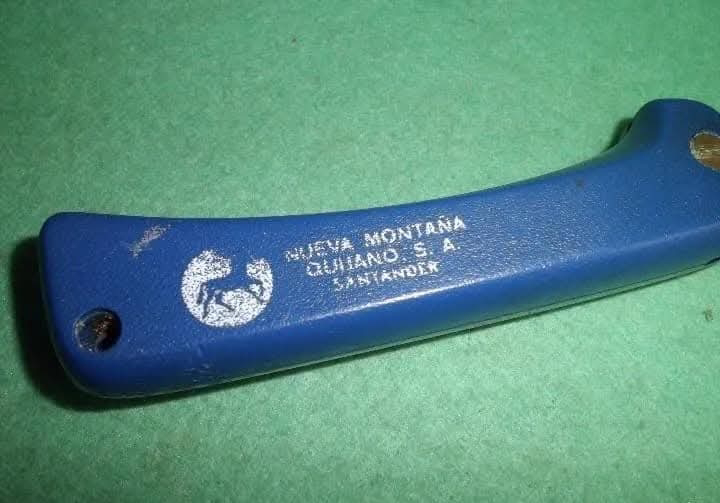 NUEVA MONTAÑA
QUIJANO. S. A
SANTANDER